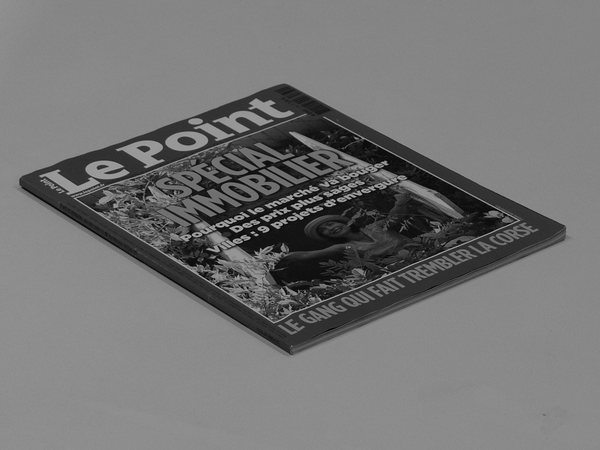 Le Point
SPÉCIAL
IMMOBILIER
Pourquoi le marché va bouger
Des prix plus sages
Villes : 9 projets d'envergure
LE GANG QUI FAIT TREMBLER LA CORSE